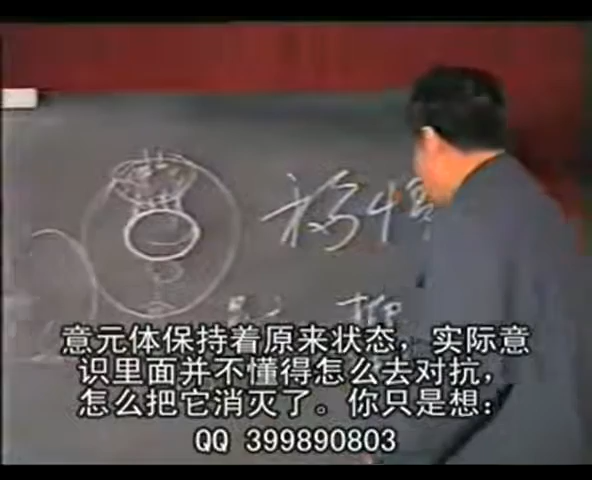 意元体保持着原来状态，实际意
识里面并不懂得怎么去对抗，
怎么把它消灭了。你只是想：
QQ 399890803